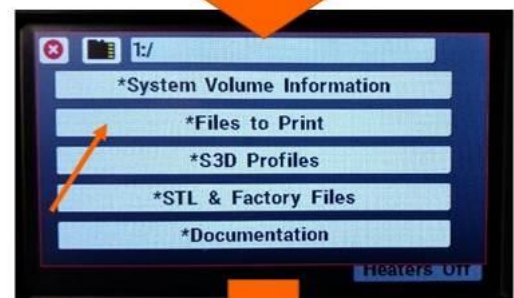 1:/
*System Volume Information
*Files to Print
*S3D Profiles
*STL & Factory Files
*Documentation
Heaters Off